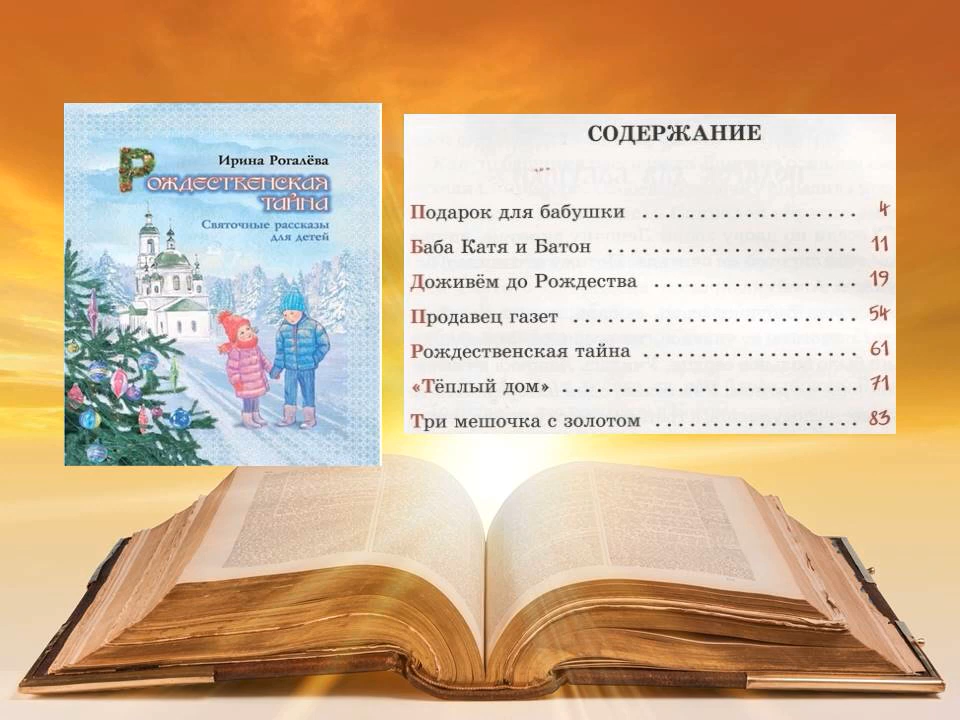 Ирина Рогалёва
РОЖДЕСТВЕНСКАЯ
ТАЙНА
Святочные рассказы
для детей
СОДЕРЖАНИЕ
Подарок для бабушки ................... 4
Баба Катя и Батон ...................... 11
Доживём до Рождества .................. 19
Продавец газет ......................... 54
Рождественская тайна ................... 61
«Тёплый дом» .......................... 71
Три мешочка с золотом .................. 83